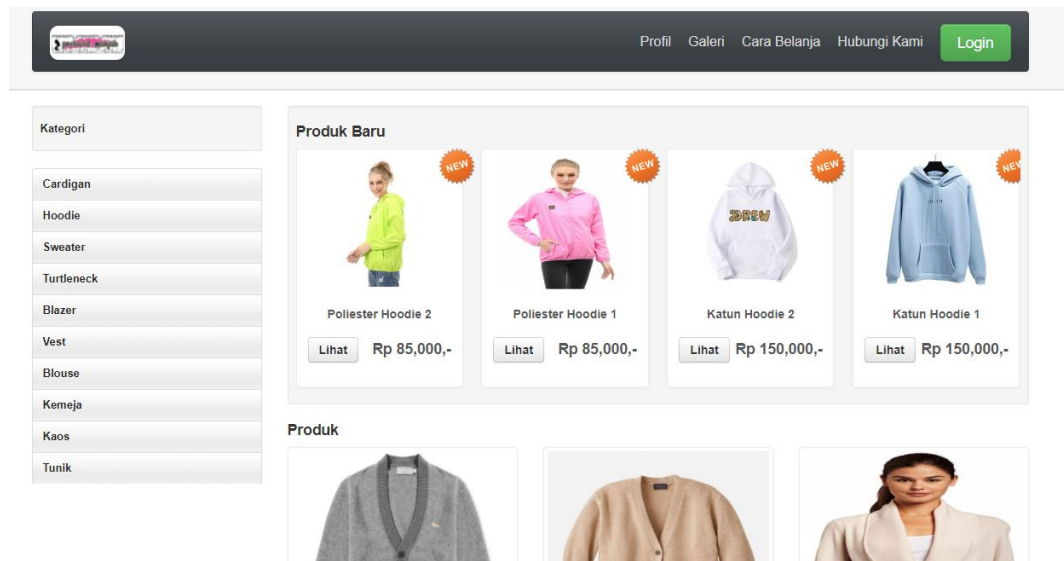 Profil Galeri Cara Belanja Hubungi Kami Login
Kategori
Cardigan
Hoodie
Sweater
Turtleneck
Blazer
Vest
Blouse
Kemeja
Kaos
Tunik
Produk Baru
NEW NEW NEW NEW
DREW
Poliester Hoodie 2 Poliester Hoodie 1 Katun Hoodie 2 Katun Hoodie 1
Lihat Rp 85,000,- Lihat Rp 85,000,- Lihat Rp 150,000,- Lihat Rp 150,000,-
Produk